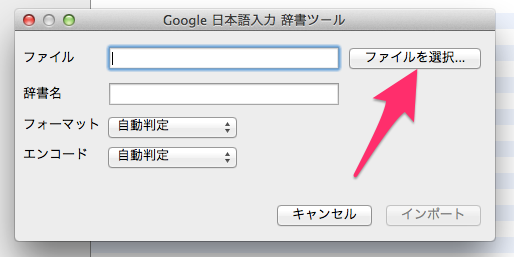 Google 日本語入力 辞書ツール
ファイル
ファイルを選択...
辞書名
フォーマット 自動判定
エンコード 自動判定
キャンセル インポート